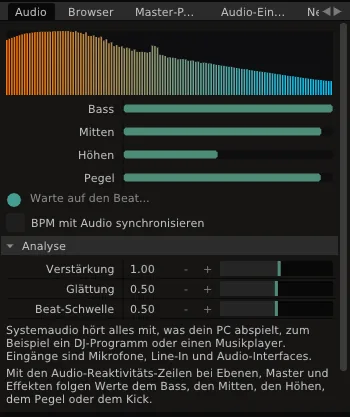 Audio Browser Master-P... Audio-Ein... Ne
Bass
Mitten
Höhen
Pegel
Warte auf den Beat...
BPM mit Audio synchronisieren
Analyse
Verstärkung 1.00 - +
Glättung 0.50 - +
Beat-Schwelle 0.50 - +
Systemaudio hört alles mit, was dein PC abspielt, zum
Beispiel ein DJ-Programm oder einen Musikplayer.
Eingänge sind Mikrofone, Line-In und Audio-Interfaces.
Mit den Audio-Reaktivitäts-Zeilen bei Ebenen, Master und
Effekten folgen Werte dem Bass, den Mitten, den Höhen,
dem Pegel oder dem Kick.